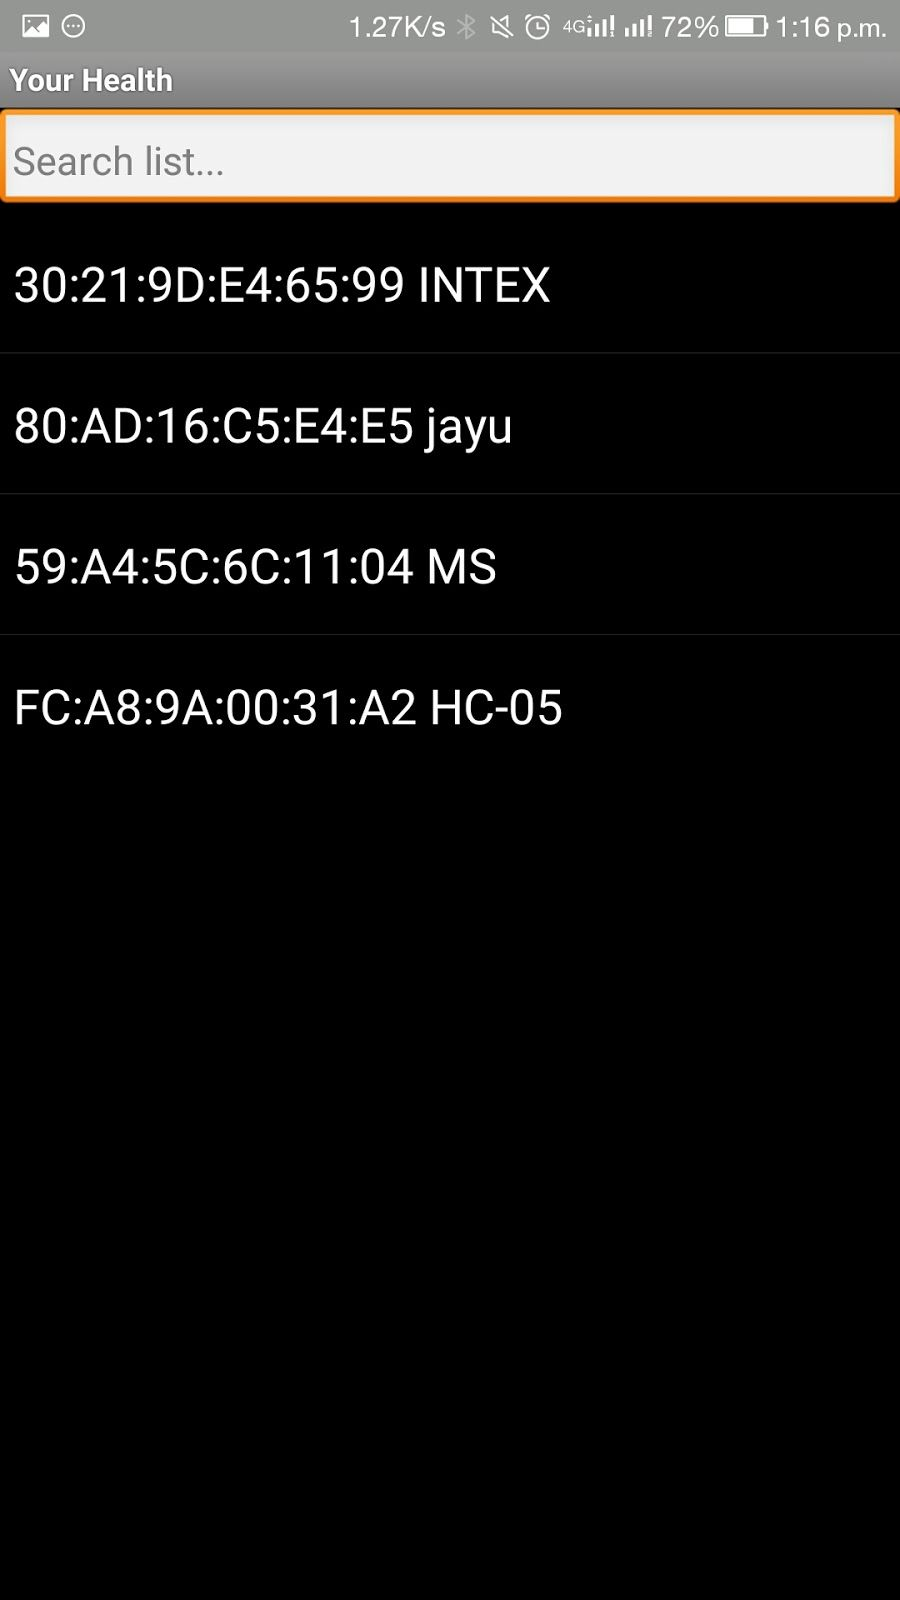 1.27K/s 4G 72% 1:16 p.m.
Your Health
Search list...
30:21:9D:E4:65:99 INTEX
80:AD:16:C5:E4:E5 jayu
59:A4:5C:6C:11:04 MS
FC:A8:9A:00:31:A2 HC-05